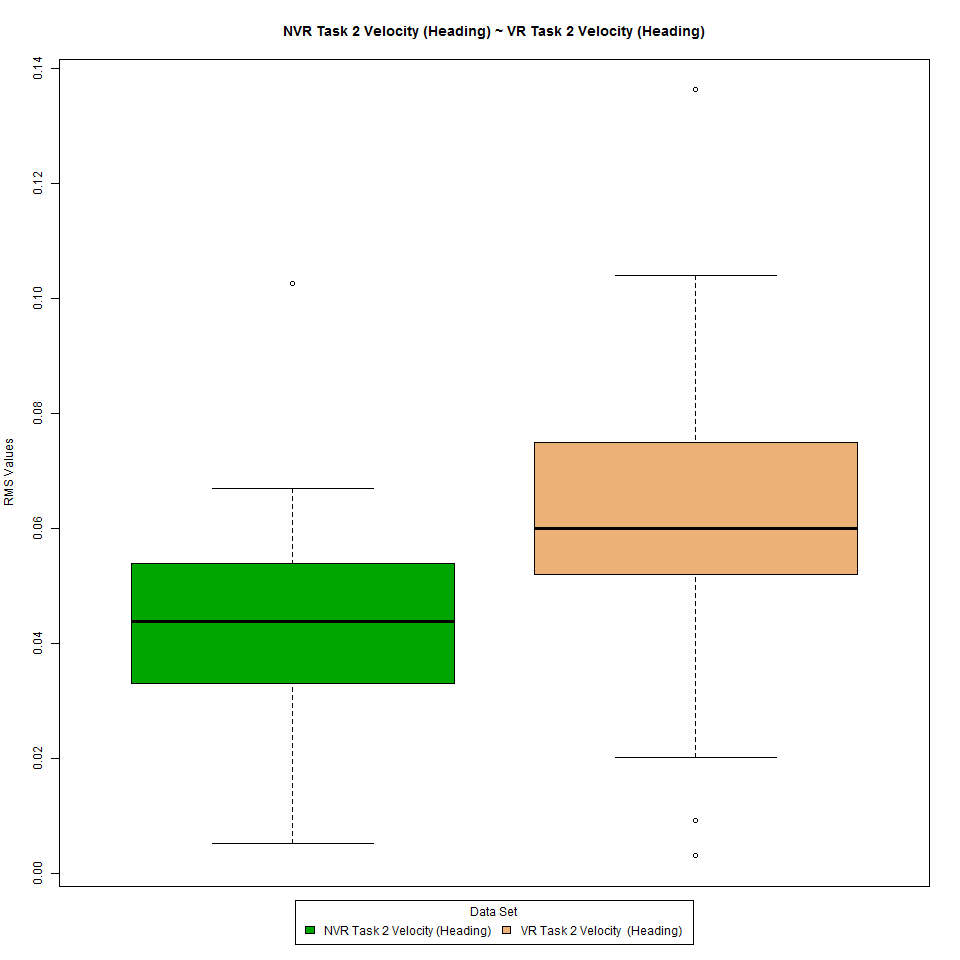 NVR Task 2 Velocity (Heading) ~ VR Task 2 Velocity (Heading)
RMS Values
0.14
0.12
0.10
0.08
0.06
0.04
0.02
0.00
Data Set
NVR Task 2 Velocity (Heading) VR Task 2 Velocity (Heading)